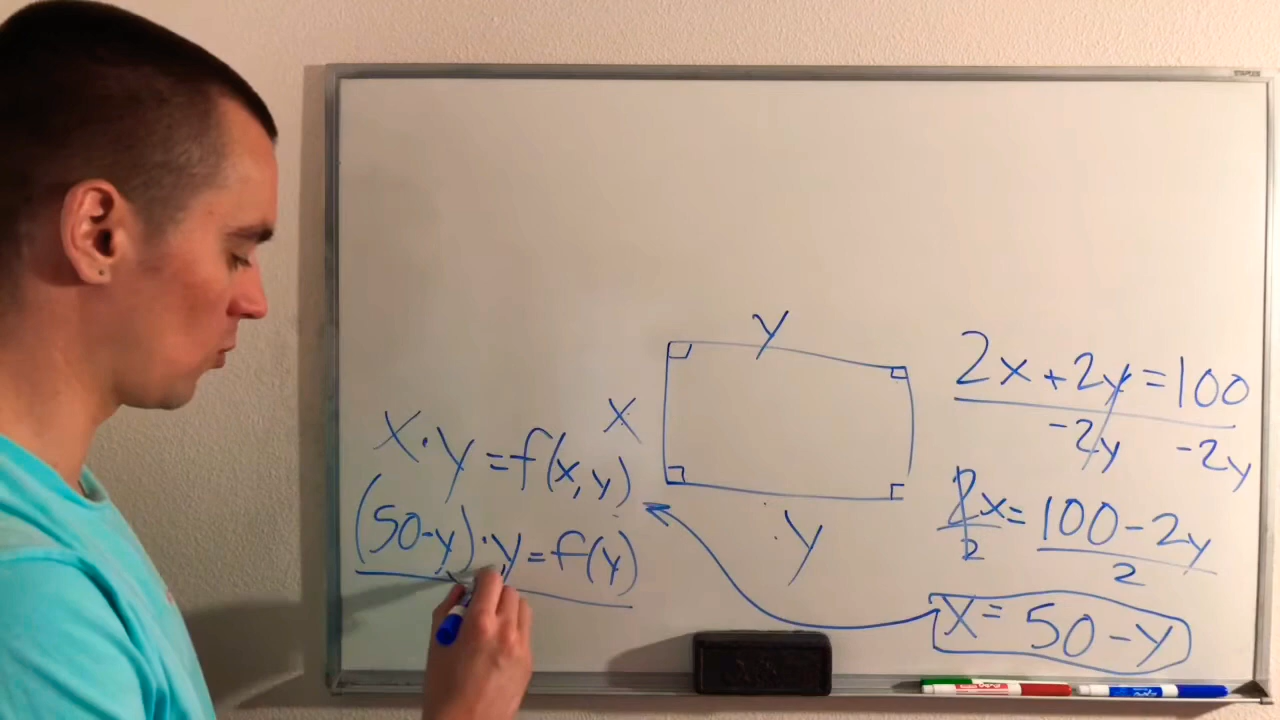 y
x
x·y=f(x,y)
(50-y)·y=f(y)
y
2x+2y=100
-2y -2y
2x/2=100-2y/2
x=50-y